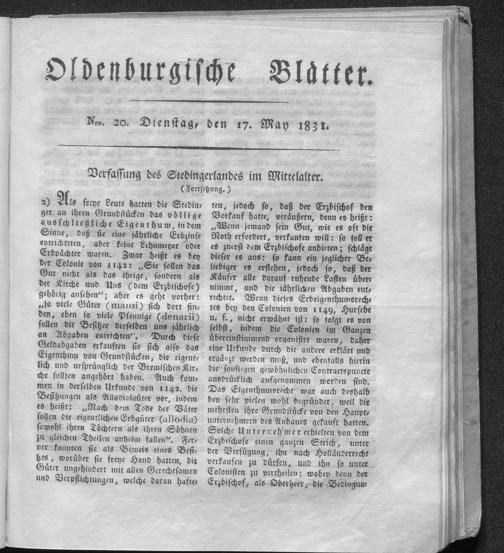 Oldenburgische Blätter.
Nro. 20. Dienstag, den 17. May 1831.
Verfassung des Stedingerlandes im Mittelalter.
(Fortsetzung.)
2) Als freye Leute hatten die Stedin-
ger an ihren Grundstücken das völlige
ausschließliche Eigenthum, in dem
Sinne, daß sie eine jährliche Erbzinse
entrichteten, aber keine Lehnmeyer oder
Erbpächter waren. Zwar heißt es bey
der Colonie von 1142: „Sie sollen das
Gut nicht als das ihrige, sondern als
der Kirche und Uns (dem Erzbischofe)
gehörig ansehen“; aber es geht vorher:
„so viele Güter (mansi) sich dort fin-
den, eben so viele Pfennige (denarii)
sollen die Besitzer derselben uns jährlich
an Abgaben entrichten“. Durch diese
Geldabgaben erkauften sie sich also das
Eigenthum von Grundstücken, die eigent-
lich und ursprünglich der Bremischen Kir-
che sollten angehört haben. Auch kom-
men in derselben Urkunde von 1142 die
Besitzungen als Allodialgüter vor, indem
es heißt: „Nach dem Tode der Väter
sollen die eigentlichen Erbgüter (allodia)
sowohl ihren Töchtern als ihren Söhnen
zu gleichen Theilen anheim fallen“. Fer-
ner konnten sie als Beweis eines Besi-
tzes, worüber sie freye Hand hatten, die
Güter ungehindert mit allen Gerechtsamen
und Verpflichtungen, welche daran hafte-
ten, jedoch so, daß der Erzbischof den
Vorkauf hatte, veräußern, denn es heißt:
„Wenn jemand sein Gut, wie es oft die
Noth erfordert, verkaufen will: so soll er
es zuerst dem Erzbischofe anbieten; schlägt
dieser es aus: so kann ein jeglicher Be-
liebiger es erstehen, jedoch so, daß der
Käufer alle darauf ruhende Lasten über
nimmt, und die jährlichen Abgaben ent-
richtet. Wenn dieses Erbeigenthumsrechts
bey den Colonien von 1149, Hursebe
u. s., nicht erwähnt ist: so folgt es von
selbst, indem die Colonien im Ganzen
übereinstimmend organisirt waren, daher
eine Urkunde durch die andere erklärt und
ergänzt werden muß, und ebenfalls hierin
die sonstigen gewöhnlichen Contractspuncte
ausdrücklich aufgenommen worden sind.
Das Eigenthumsrecht war auch deshalb
bey sehr vielen wohl begründet, weil die
mehrsten ihre Grundstücke von den Haupt
unternehmern des Anbaues gekauft hatten.
Solche Unternehmer erhielten von dem
Erzbischofe einen ganzen Strich, unter
der Verfügung, ihn nach Holländerrecht
verkaufen zu dürfen, und ihn so unter
Colonisten zu vertheilen; wobey denn der
Erzbischof, als Oberherr, die Bedingun